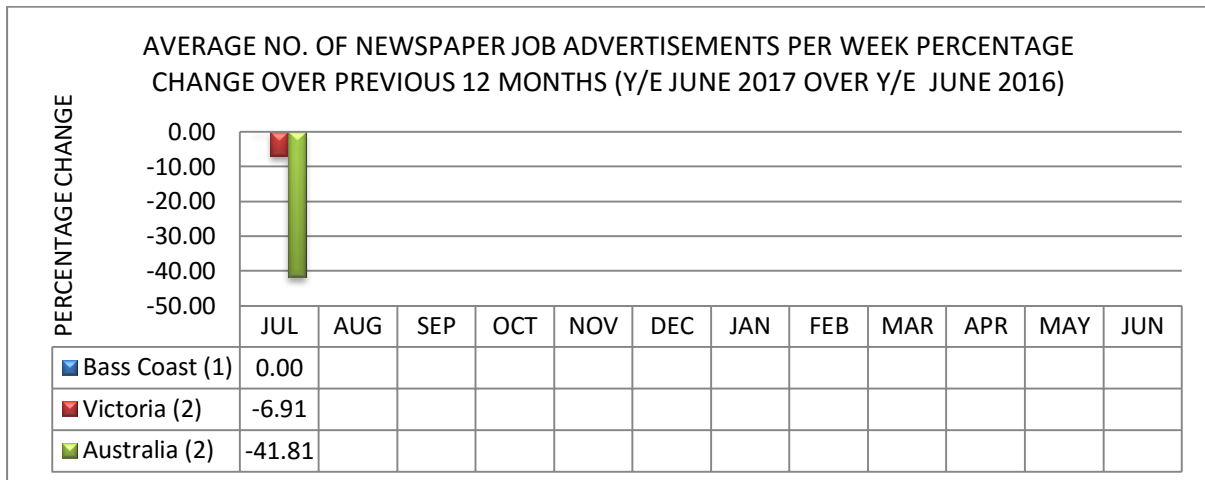 AVERAGE NO. OF NEWSPAPER JOB ADVERTISEMENTS PER WEEK PERCENTAGE
CHANGE OVER PREVIOUS 12 MONTHS (Y/E JUNE 2017 OVER Y/E JUNE 2016)
PERCENTAGE CHANGE
0.00
-10.00
-20.00
-30.00
-40.00
-50.00
JUL AUG SEP OCT NOV DEC JAN FEB MAR APR MAY JUN
Bass Coast (1) 0.00
Victoria (2) -6.91
Australia (2) -41.81